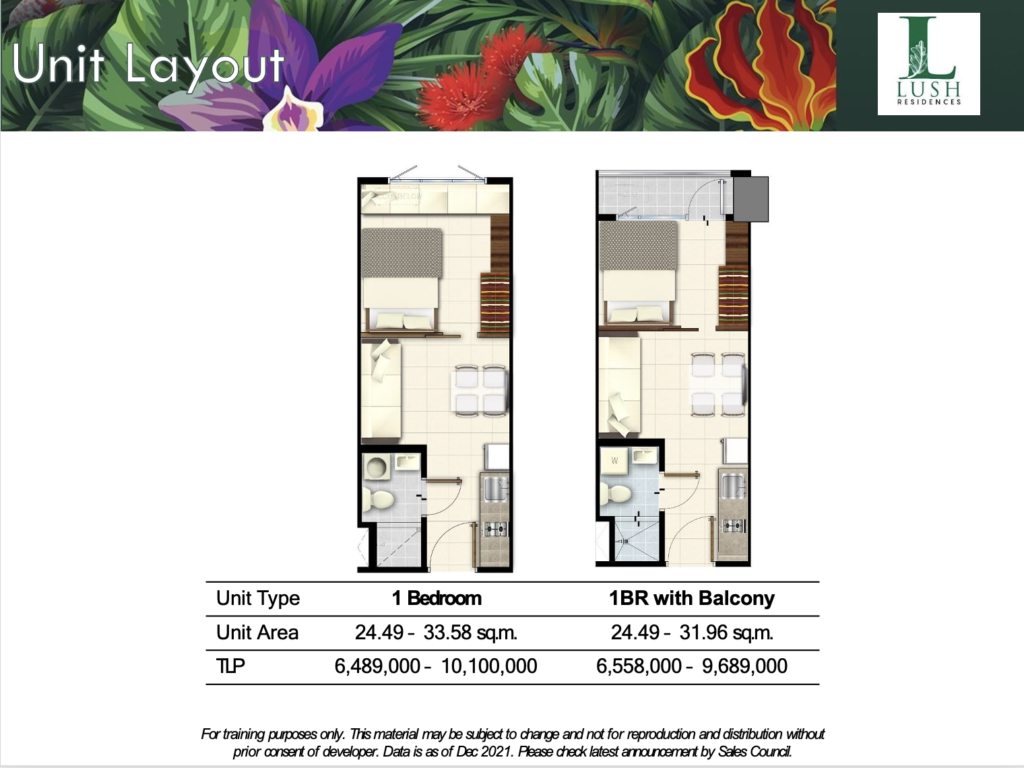 Unit Layout
L
LUSH
RESIDENCES
W
Unit Type 1 Bedroom 1BR with Balcony
Unit Area 24.49 - 33.58 sq.m. 24.49 - 31.96 sq.m.
TLP 6,489,000 - 10,100,000 6,558,000 - 9,689,000
For training purposes only. This material may be subject to change and not for reproduction and distribution without
prior consent of developer. Data is as of Dec 2021. Please check latest announcement by Sales Council.